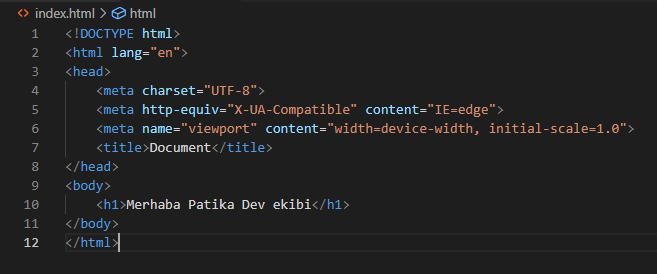 index.html > html
1 <!DOCTYPE html>
2 <html lang="en">
3 <head>
4     <meta charset="UTF-8">
5     <meta http-equiv="X-UA-Compatible" content="IE=edge">
6     <meta name="viewport" content="width=device-width, initial-scale=1.0">
7     <title>Document</title>
8 </head>
9 <body>
10     <h1>Merhaba Patika Dev ekibi</h1>
11 </body>
12 </html>